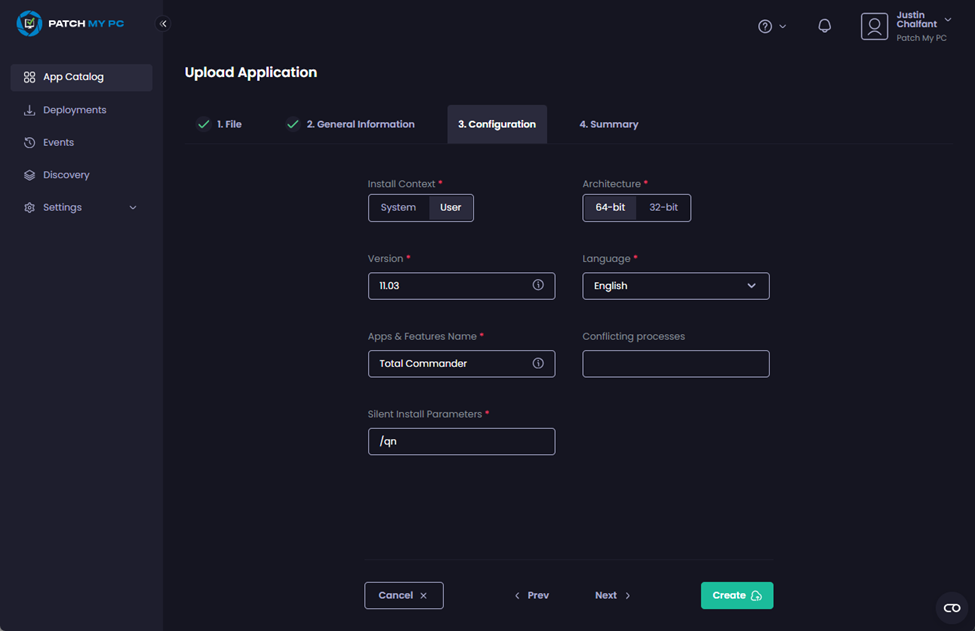 PATCH MY PC
Justin
Chalfant
Patch My PC
App Catalog
Deployments
Events
Discovery
Settings
Upload Application
1. File
2. General Information
3. Configuration
4. Summary
Install Context *
Architecture *
System
User
64-bit
32-bit
Version *
Language *
11.03
English
Apps & Features Name *
Conflicting processes
Total Commander
Silent Install Parameters *
/qn
Cancel
Prev
Next
Create